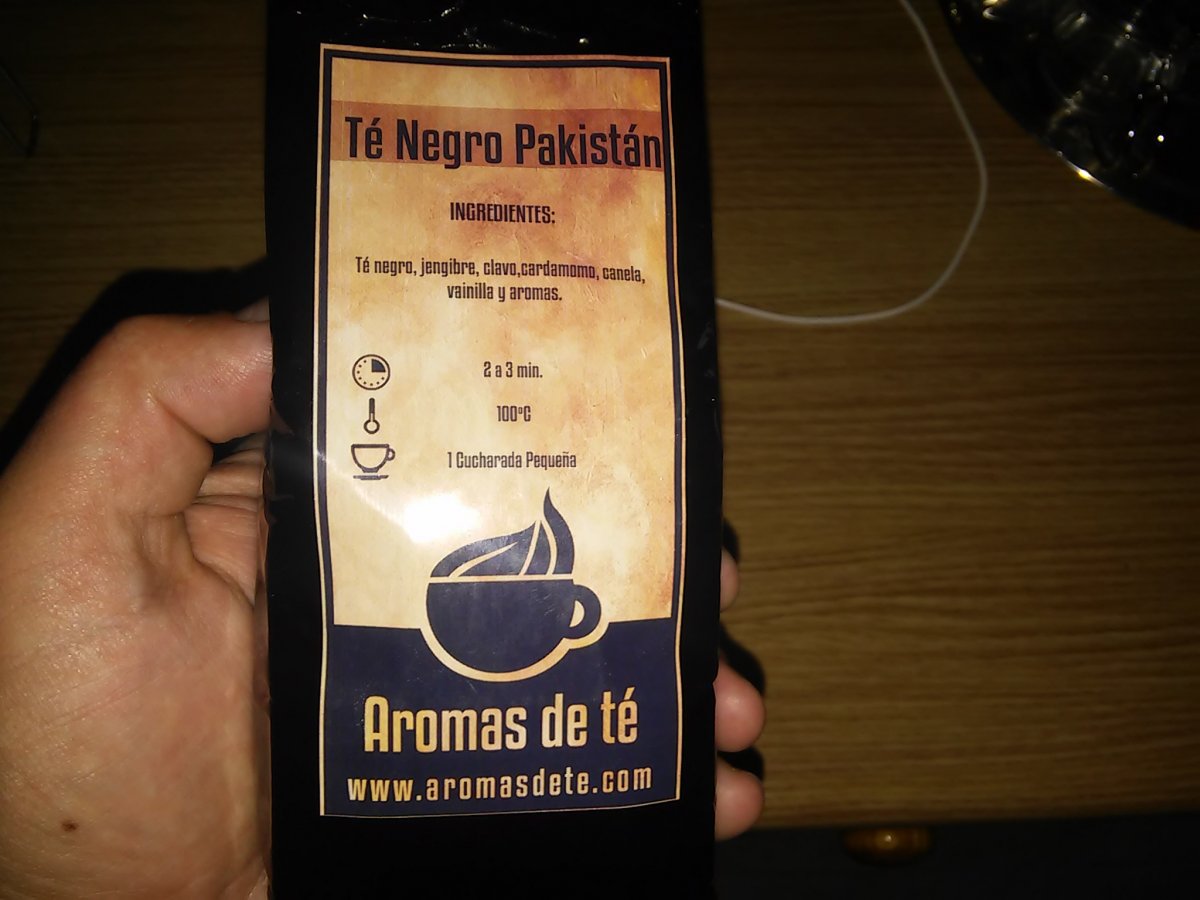 Té Negro Pakistán
INGREDIENTES:
Té negro, jengibre, clavo,cardamomo, canela,
vainilla y aromas.
2 a 3 min.
100ºC
1 Cucharada Pequeña
Aromas de té
www.aromasdete.com